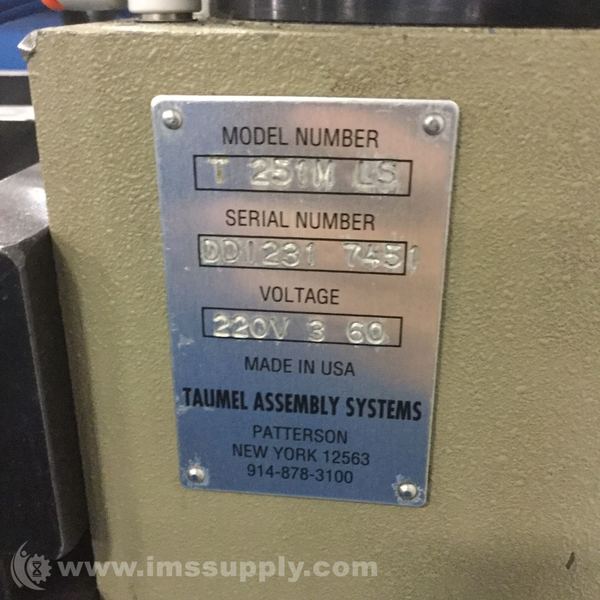 MODEL NUMBER
T 251M LS
SERIAL NUMBER
DD1231 7451
VOLTAGE
220V 3 60
MADE IN USA
TAUMEL ASSEMBLY SYSTEMS
PATTERSON
NEW YORK 12563
914-878-3100
www.imssupply.com